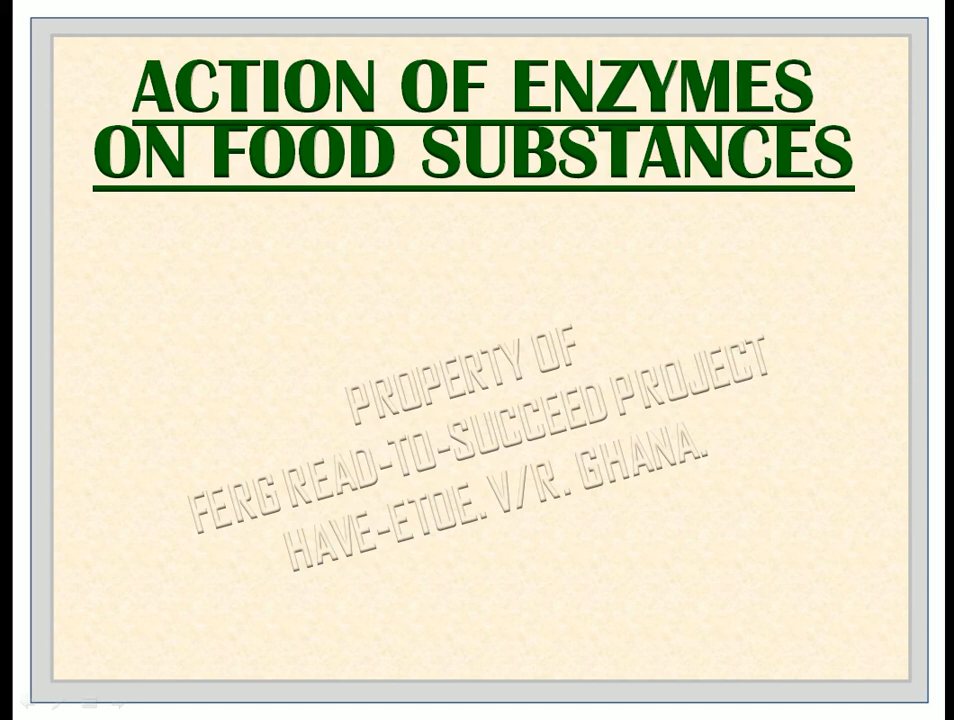 ACTION OF ENZYMES
ON FOOD SUBSTANCES
PROPERTY OF
FERG READ-TO-SUCCEED PROJECT
HAVE-ETOE. V/R. GHANA.